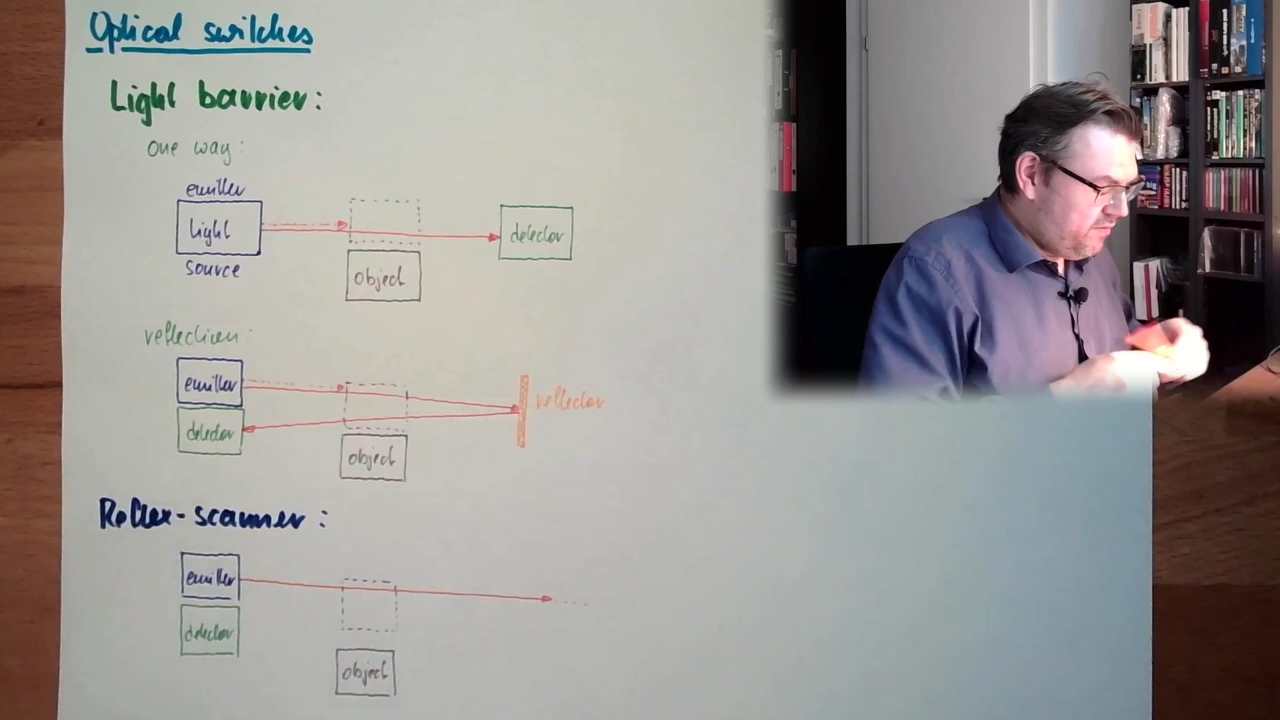 Optical switches
Light barrier:
one way:
emitter
light
source
detector
object
reflection:
emitter
detector
reflector
object
Reflex-scanner:
emitter
detector
object